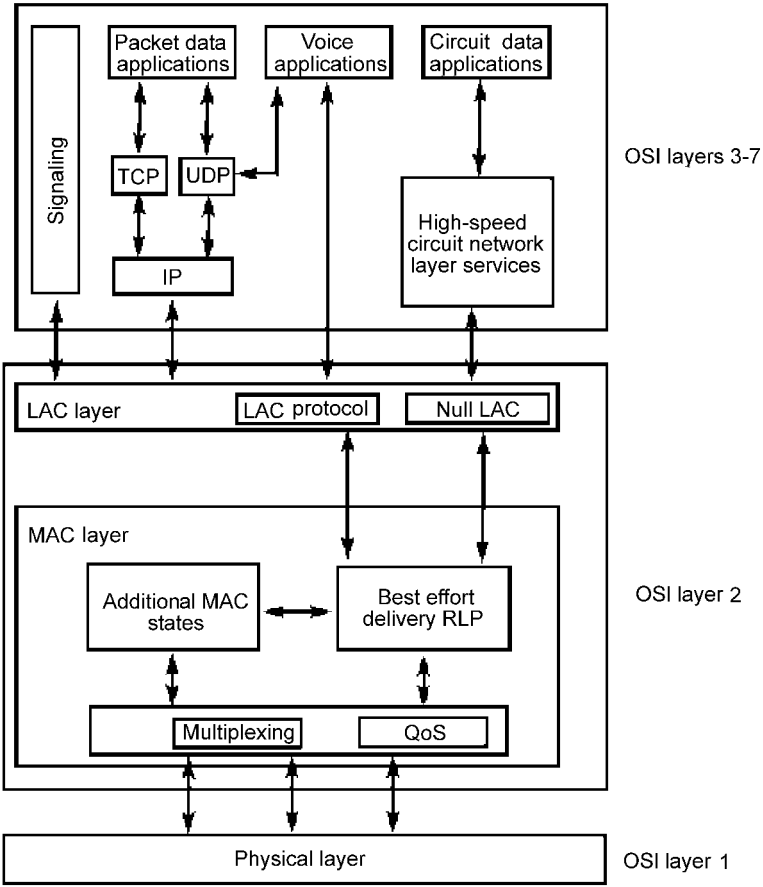 Packet data
applications
Voice
applications
Circuit data
applications
Signaling
TCP
UDP
IP
High-speed
circuit network
layer services
OSI layers 3-7
LAC layer
LAC protocol
Null LAC
MAC layer
Additional MAC
states
Best effort
delivery RLP
OSI layer 2
Multiplexing
QoS
Physical layer
OSI layer 1